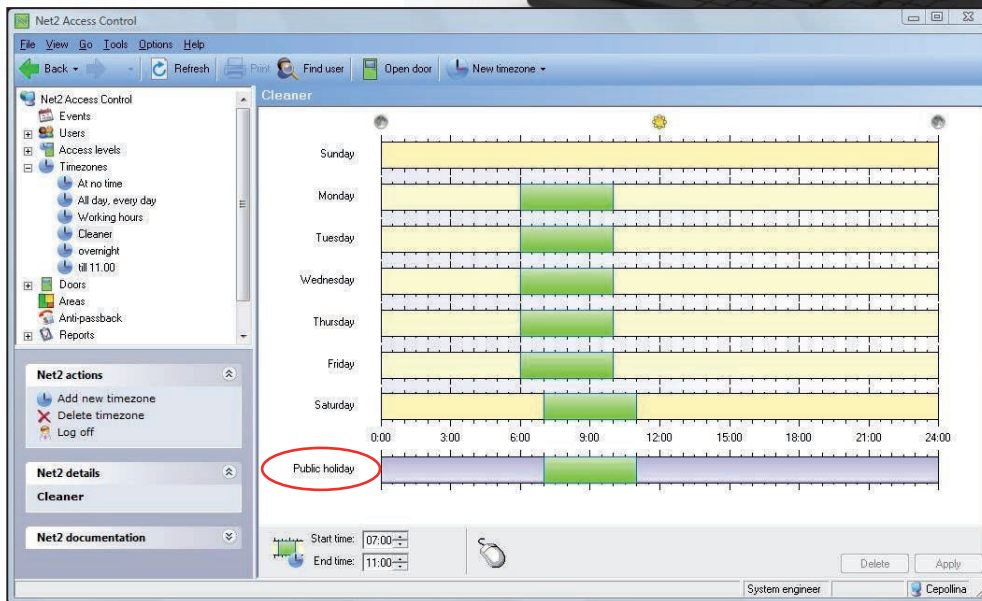 Net2 Access Control
File View Go Tools Options Help
Back Refresh Print Find user Open door New timezone
Net2 Access Control
Events
Users
Access levels
Timezones
At no time
All day, every day
Working hours
Cleaner
overnight
till 11.00
Doors
Areas
Anti-passback
Reports
Net2 actions
Add new timezone
Delete timezone
Log off
Net2 details
Cleaner
Net2 documentation
Cleaner
Sunday
Monday
Tuesday
Wednesday
Thursday
Friday
Saturday
0:00 3:00 6:00 9:00 12:00 15:00 18:00 21:00 24:00
Public holiday
Start time: 07:00
End time: 11:00
Delete Apply
System engineer Cepollina